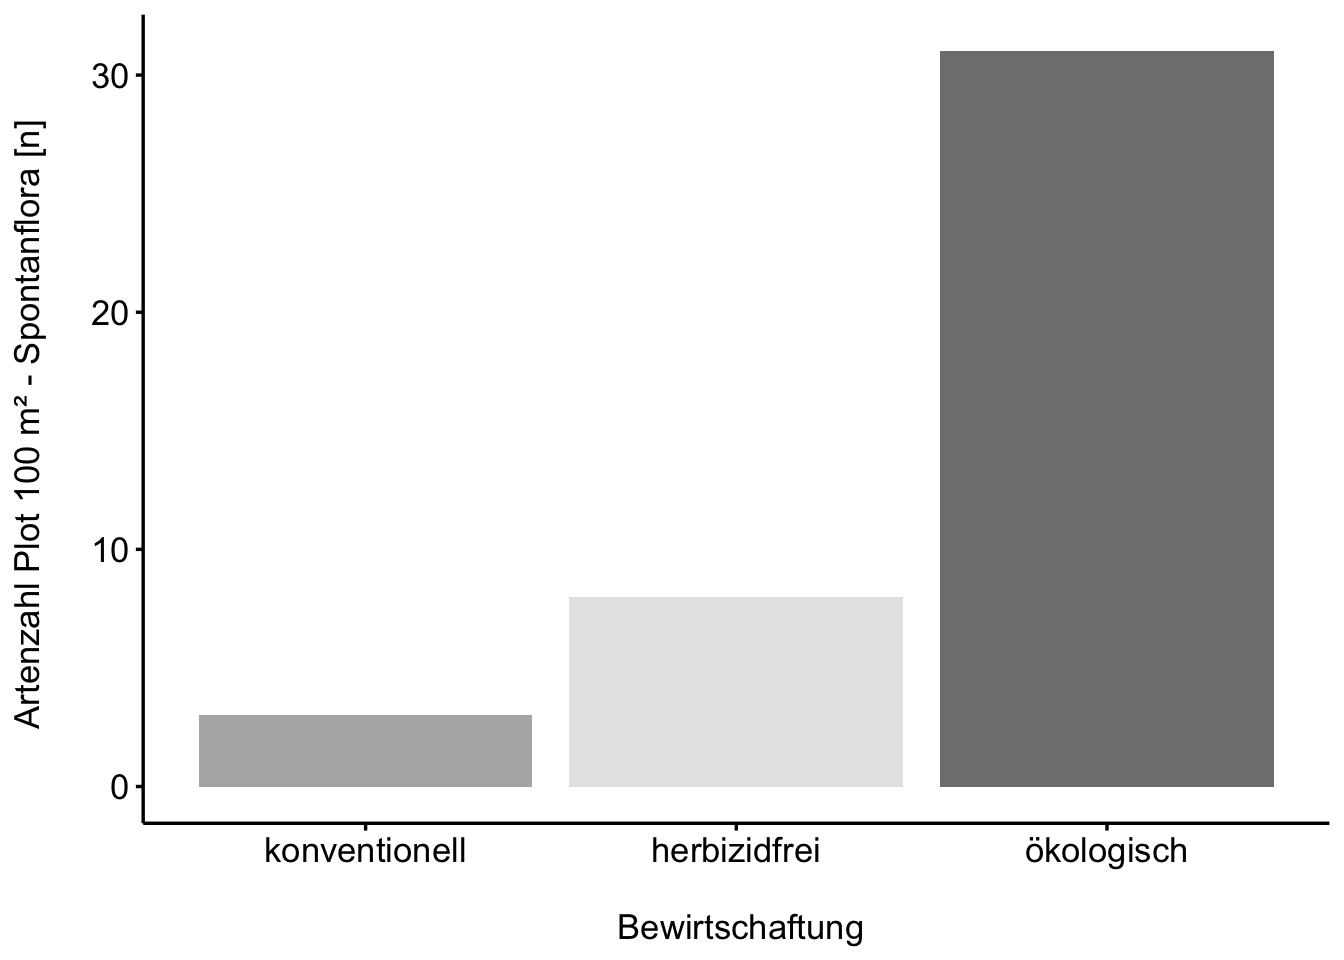 Artenzahl Plot 100 m² - Spontanflora [n]
30
20
10
0
konventionell herbizidfrei ökologisch
Bewirtschaftung